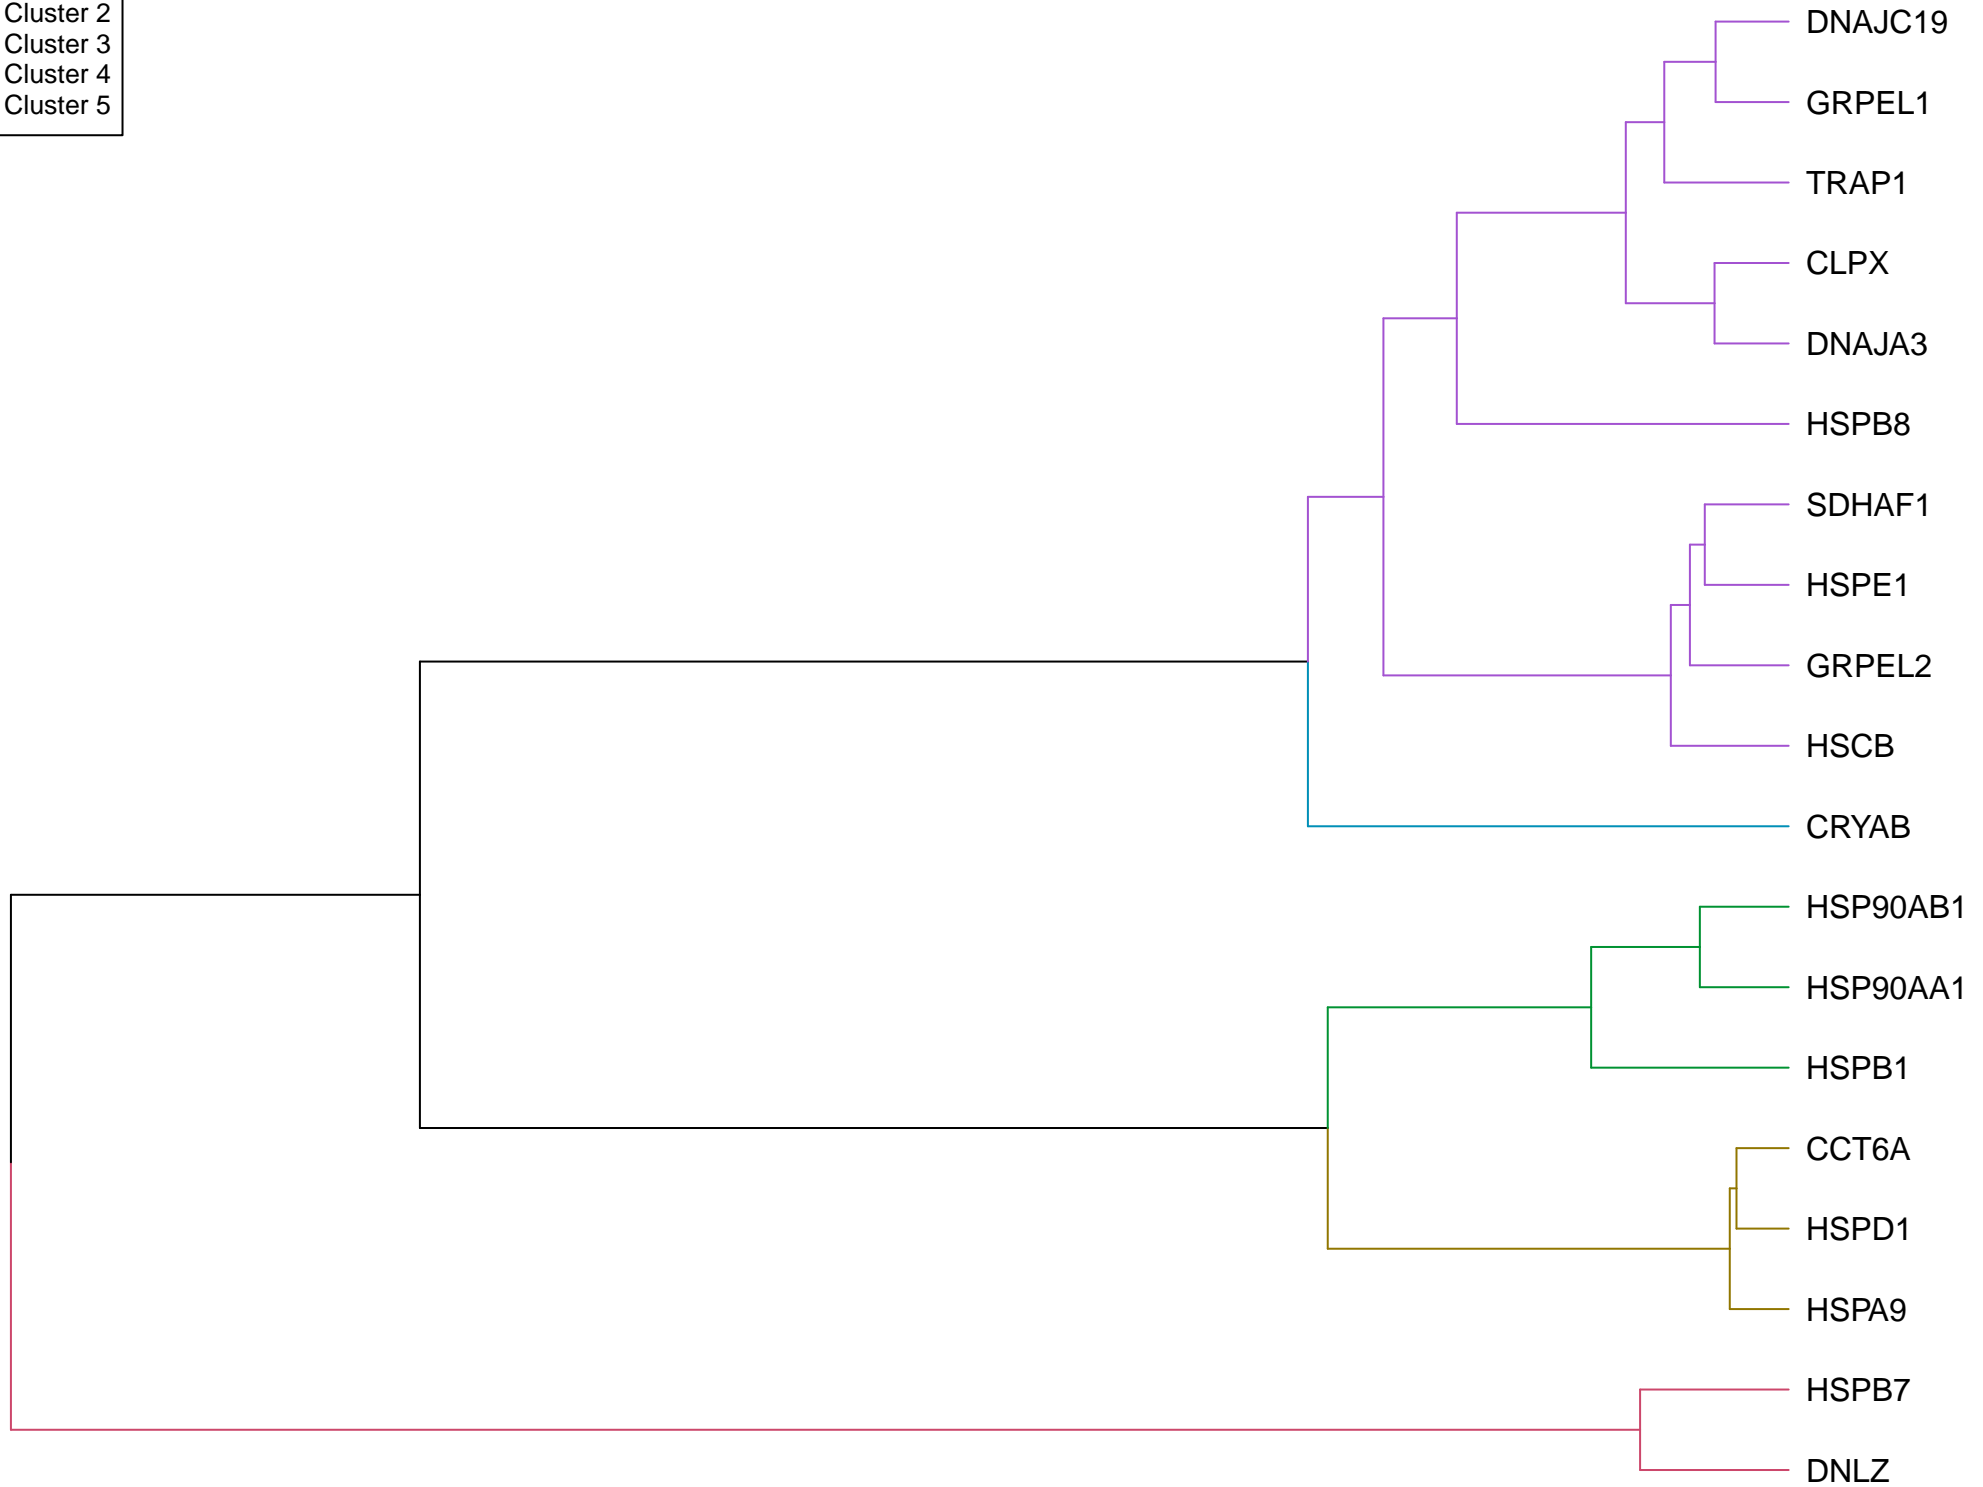 Cluster 2
Cluster 3
Cluster 4
Cluster 5
DNAJC19
GRPEL1
TRAP1
CLPX
DNAJA3
HSPB8
SDHAF1
HSPE1
GRPEL2
HSCB
CRYAB
HSP90AB1
HSP90AA1
HSPB1
CCT6A
HSPD1
HSPA9
HSPB7
DNLZ